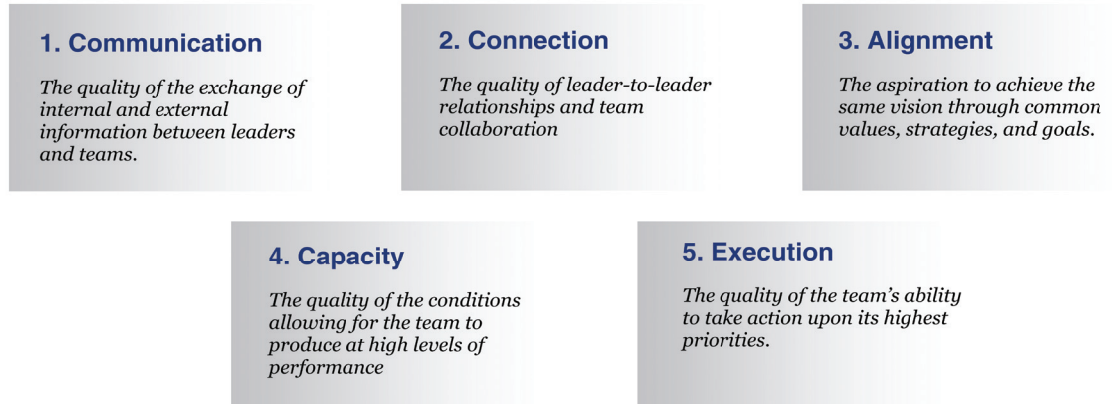 1. Communication
The quality of the exchange of
internal and external
information between leaders
and teams.
2. Connection
The quality of leader-to-leader
relationships and team
collaboration
3. Alignment
The aspiration to achieve the
same vision through common
values, strategies, and goals.
4. Capacity
The quality of the conditions
allowing for the team to
produce at high levels of
performance
5. Execution
The quality of the team’s ability
to take action upon its highest
priorities.